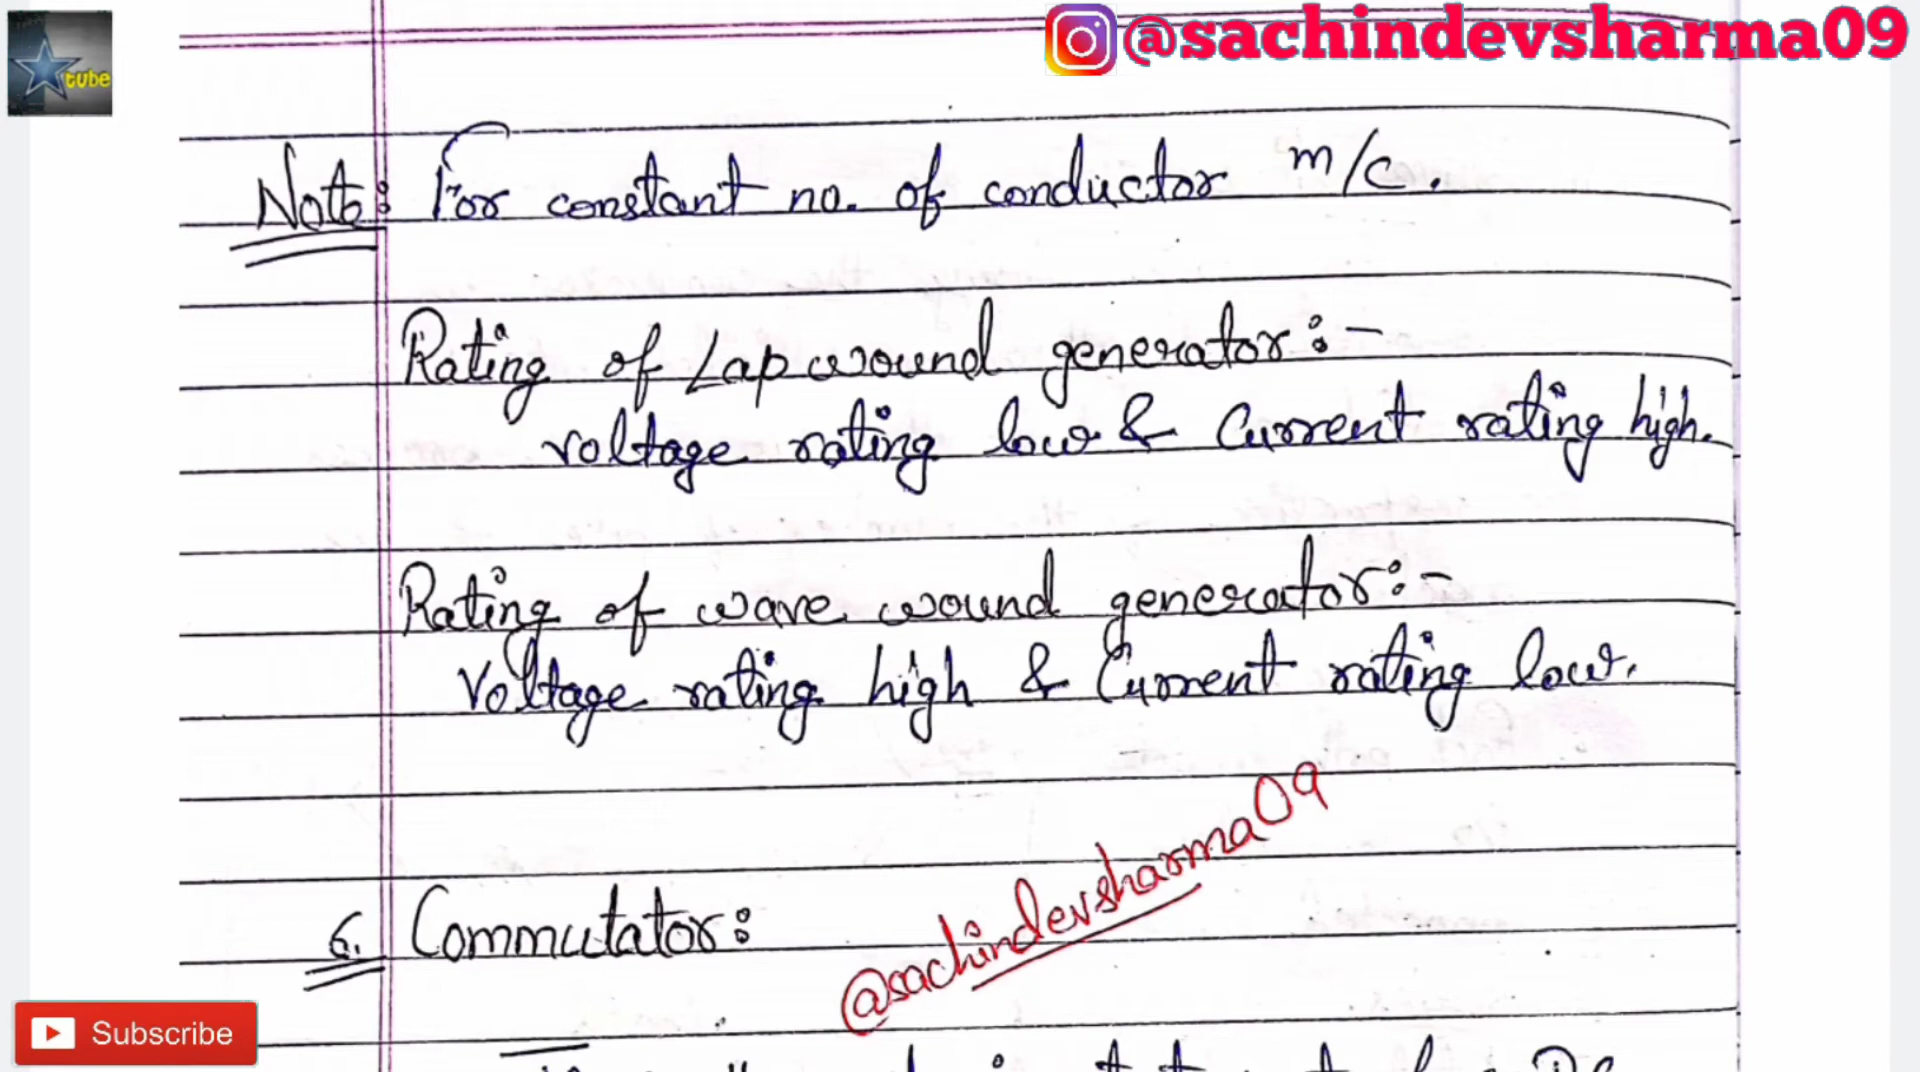 @sachindevsharma09
tube
Note: For constant no. of conductor m/c.
Rating of Lap wound generator:-
voltage rating low & Current rating high.
Rating of wave wound generator:-
Voltage rating high & Current rating low.
@sachindevsharma09
6. Commutator:
Subscribe